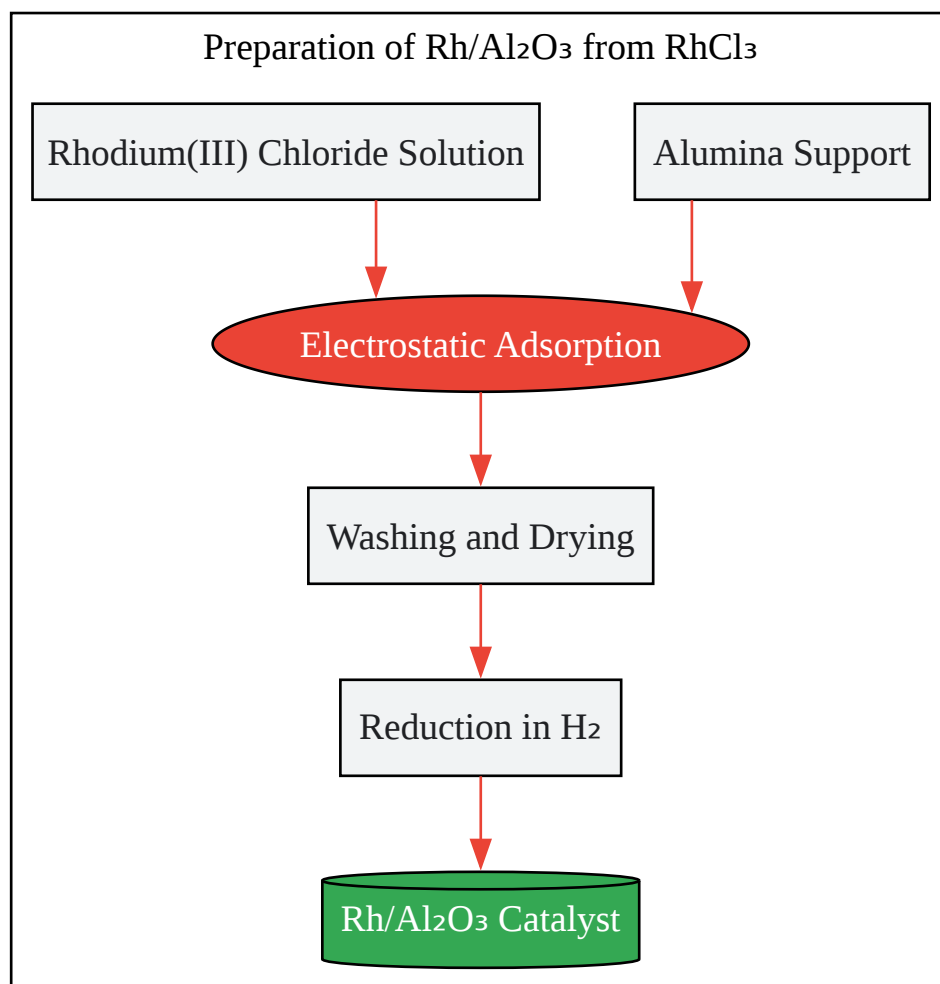 Preparation of Rh/Al₂O₃ from RhCl₃
Rhodium(III) Chloride Solution
Alumina Support
Electrostatic Adsorption
Washing and Drying
Reduction in H₂
Rh/Al₂O₃ Catalyst